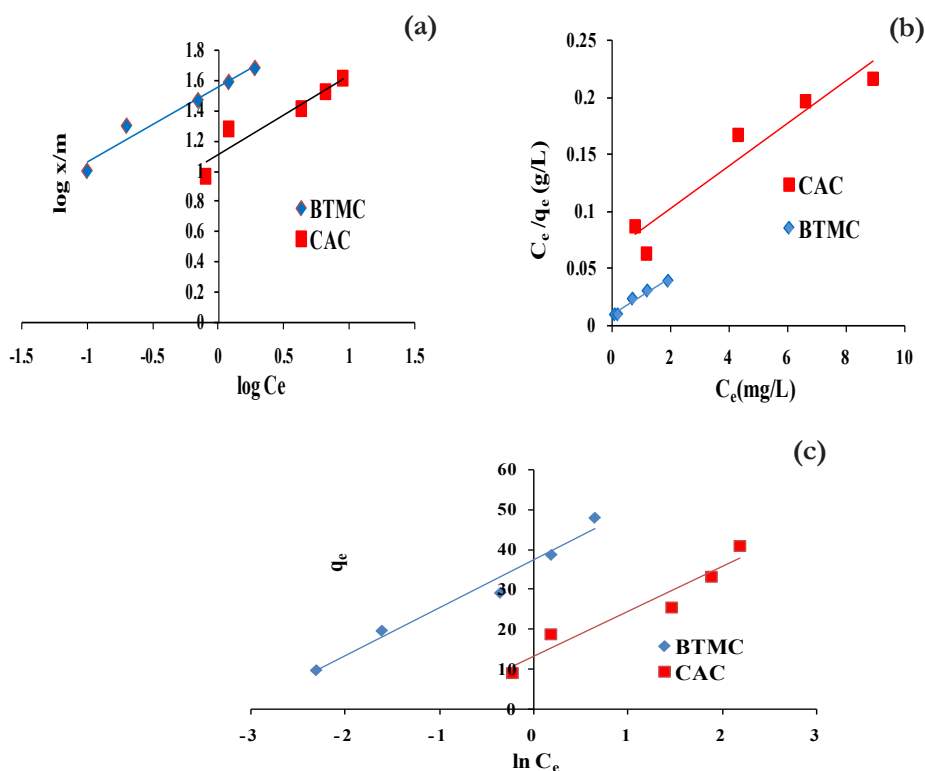 (a)
1.8
1.6
1.4
1.2
1
0.8
0.6
0.4
0.2
0
log x/m
BTMC
CAC
-1.5
-1
-0.5
0
0.5
1
1.5
log Ce
(b)
0.25
0.2
0.15
0.1
0.05
0
Ce /qe (g/L)
CAC
BTMC
0
2
4
6
8
10
Ce(mg/L)
(c)
60
50
40
30
20
10
0
qe
BTMC
CAC
-3
-2
-1
0
1
2
3
ln Ce